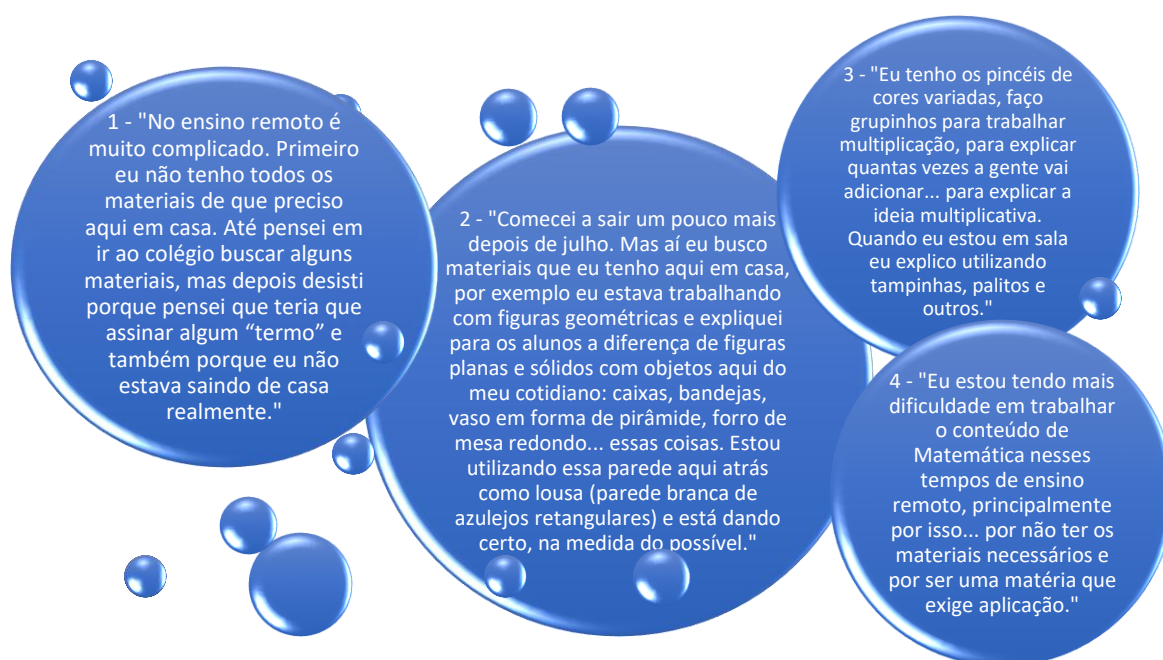 1 - "No ensino remoto é
muito complicado. Primeiro
eu não tenho todos os
materiais de que preciso
aqui em casa. Até pensei em
ir ao colégio buscar alguns
materiais, mas depois desisti
porque pensei que teria que
assinar algum “termo” e
também porque eu não
estava saindo de casa
realmente."
2 - "Comecei a sair um pouco mais
depois de julho. Mas aí eu busco
materiais que eu tenho aqui em casa,
por exemplo eu estava trabalhando
com figuras geométricas e expliquei
para os alunos a diferença de figuras
planas e sólidos com objetos aqui do
meu cotidiano: caixas, bandejas,
vaso em forma de pirâmide, forro de
mesa redondo... essas coisas. Estou
utilizando essa parede aqui atrás
como lousa (parede branca de
azulejos retangulares) e está dando
certo, na medida do possível."
3 - "Eu tenho os pincéis de
cores variadas, faço
grupinhos para trabalhar
multiplicação, para explicar
quantas vezes a gente vai
adicionar... para explicar a
ideia multiplicativa.
Quando eu estou em sala
eu explico utilizando
tampinhas, palitos e
outros."
4 - "Eu estou tendo mais
dificuldade em trabalhar
o conteúdo de
Matemática nesses
tempos de ensino
remoto, principalmente
por isso... por não ter os
materiais necessários e
por ser uma matéria que
exige aplicação."